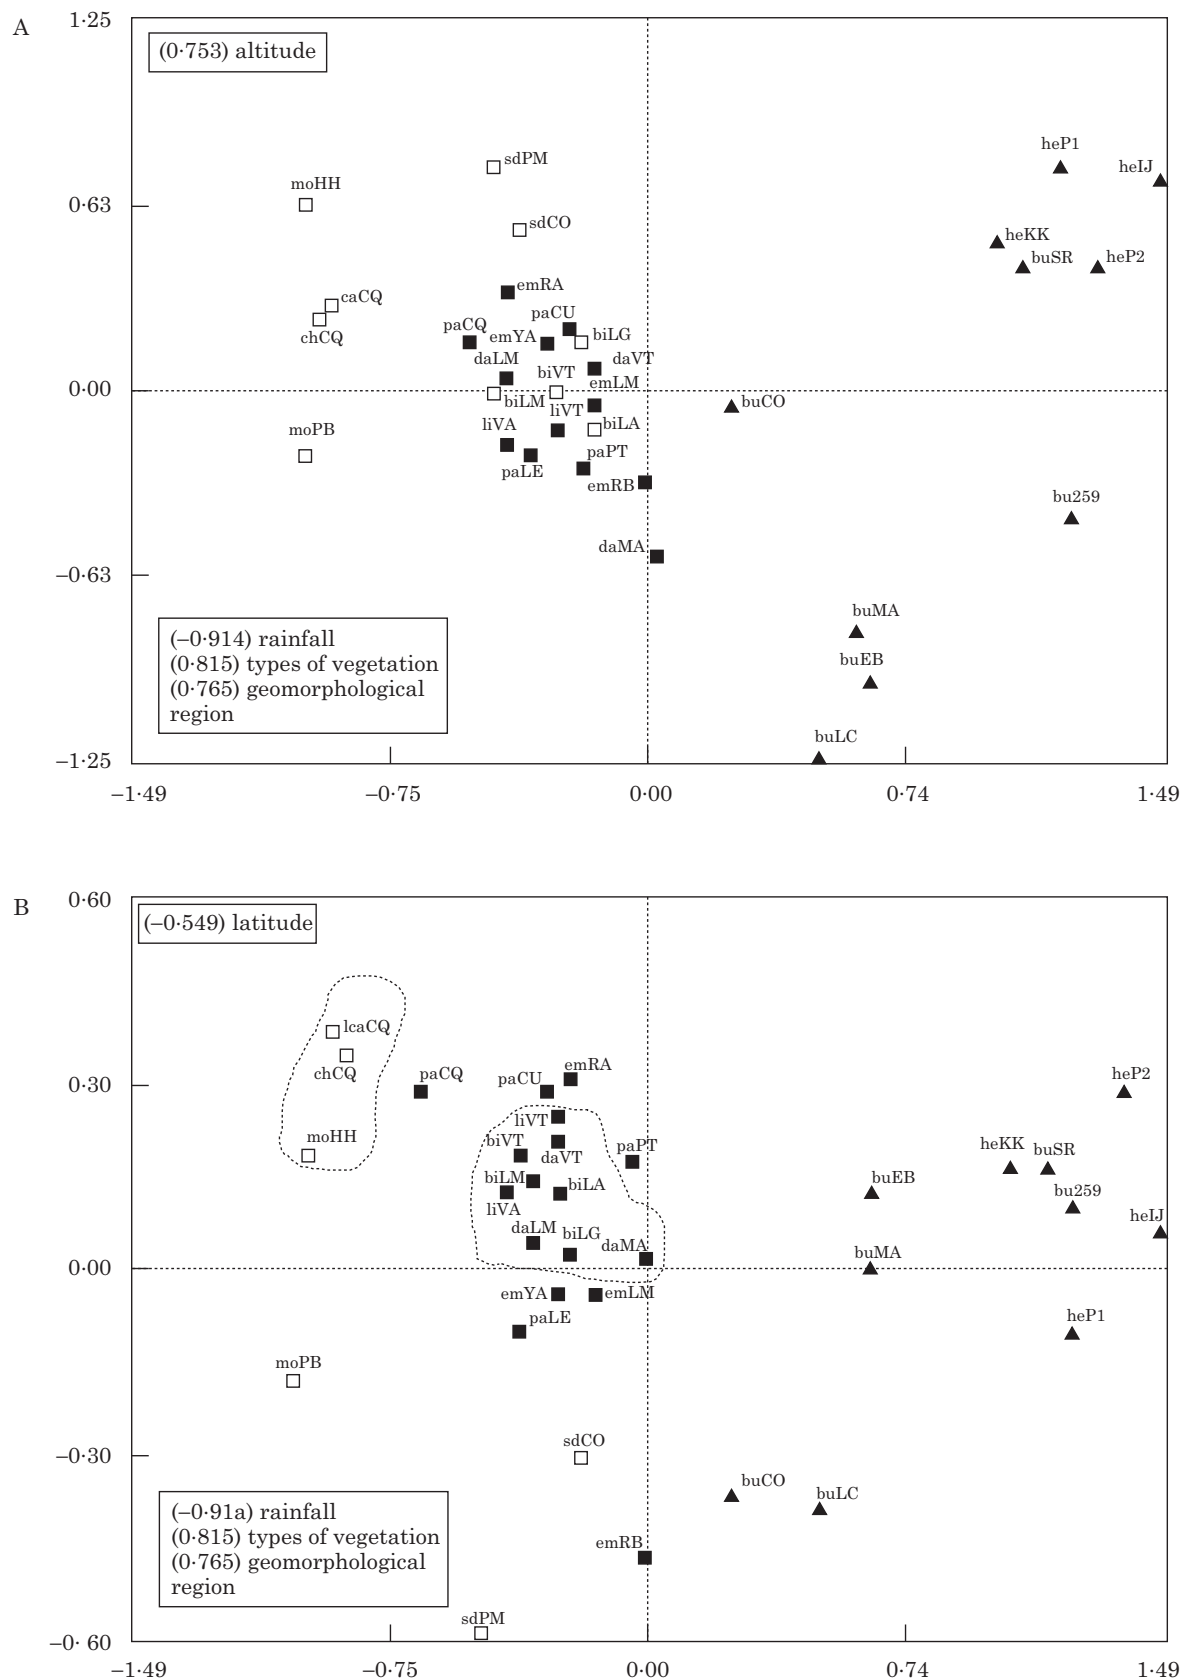 A
1·25
(0·753) altitude
sdPM
heP1
heIJ
moHH
0·63
sdCO
heKK
buSR
heP2
emRA
caCQ
chCQ
paCU
paCQ
emYA
biLG
daLM
daVT
biVT
emLM
0·00
biLM
liVT
buCO
liVA
biLA
moPB
paLE
paPT
emRB
bu259
daMA
–0·63
buMA
(–0·914) rainfall
(0·815) types of vegetation
(0·765) geomorphological
region
buEB
buLC
–1·25
–1·49
–0·75
0·00
0·74
1·49
B
0·60
(–0·549) latitude
lcaCQ
chCQ
paCQ
paCU
emRA
heP2
0·30
liVT
moHH
biVT
daVT
paPT
heKK
buSR
biLM
biLA
buEB
bu259
liVA
heIJ
daLM
biLG
daMA
buMA
0·00
emYA
emLM
paLE
heP1
moPB
–0·30
sdCO
buCO
buLC
(–0·91a) rainfall
(0·815) types of vegetation
(0·765) geomorphological
region
emRB
sdPM
–0· 60
–1·49
–0·75
0·00
0·74
1·49